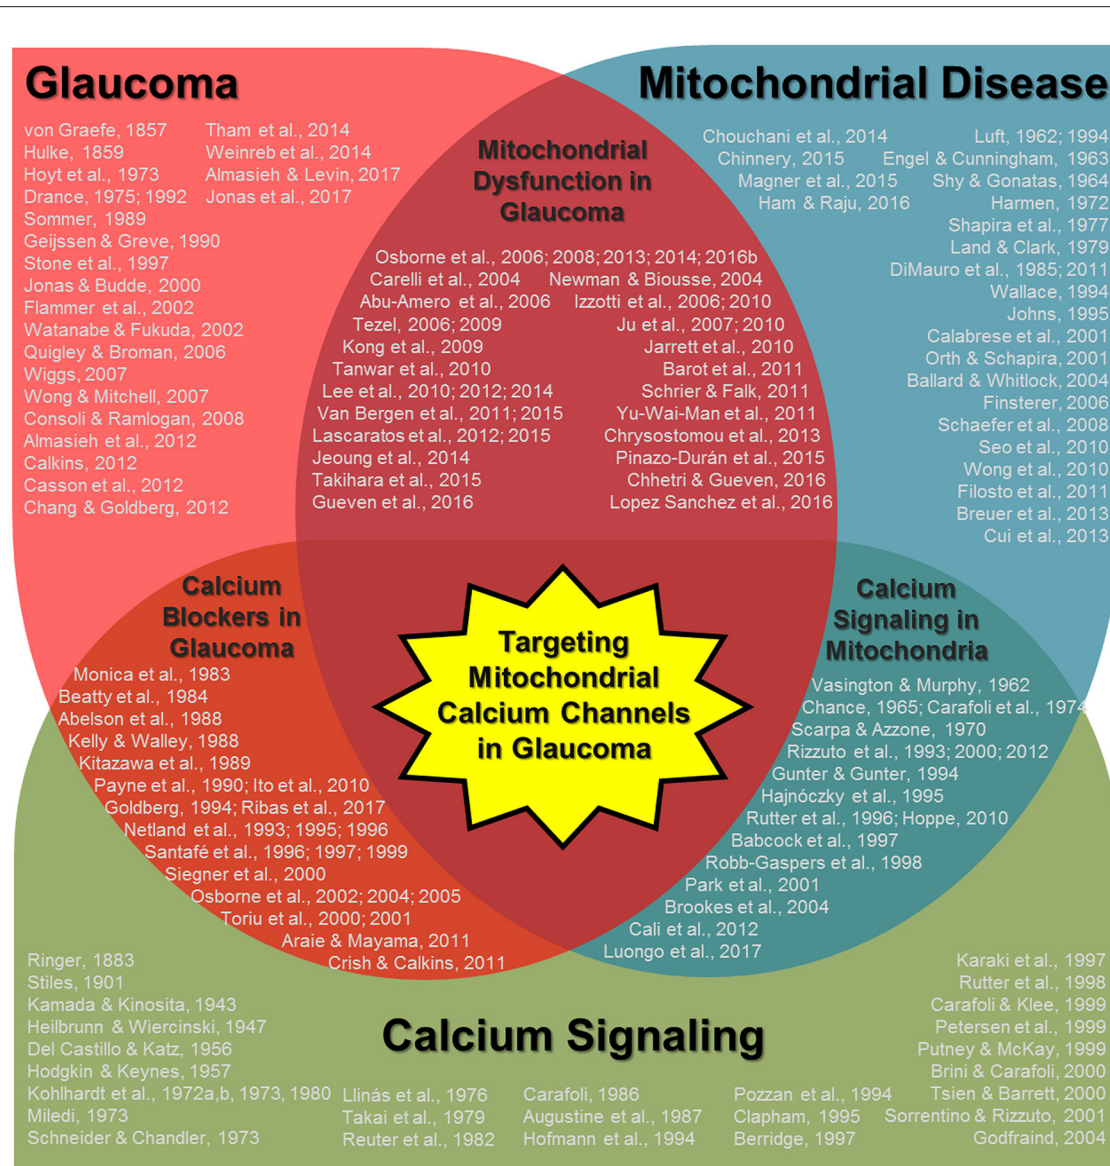 Glaucoma
von Graefe, 1857
Hulke, 1859
Hoyt et al., 1973
Drance, 1975; 1992
Sommer, 1989
Geijssen & Greve, 1990
Stone et al., 1997
Jonas & Budde, 2000
Flammer et al., 2002
Watanabe & Fukuda, 2002
Quigley & Broman, 2006
Wiggs, 2007
Wong & Mitchell, 2007
Consoli & Ramlogan, 2008
Almasieh et al., 2012
Calkins, 2012
Casson et al., 2012
Chang & Goldberg, 2012
Tham et al., 2014
Weinreb et al., 2014
Almasieh & Levin, 2017
Jonas et al., 2017
Mitochondrial
Dysfunction in
Glaucoma
Osborne et al., 2006; 2008; 2013; 2014; 2016b
Carelli et al., 2004 Newman & Biousse, 2004
Abu-Amero et al., 2006 Izzotti et al., 2006; 2010
Tezel, 2006; 2009 Ju et al., 2007; 2010
Kong et al., 2009 Jarrett et al., 2010
Tanwar et al., 2010 Barot et al., 2011
Lee et al., 2010; 2012; 2014 Schrier & Falk, 2011
Van Bergen et al., 2011; 2015 Yu-Wai-Man et al., 2011
Lascaratos et al., 2012; 2015 Chrysostomou et al., 2013
Jeoung et al., 2014 Pinazo-Durán et al., 2015
Takihara et al., 2015 Chhetri & Gueven, 2016
Gueven et al., 2016 Lopez Sanchez et al., 2016
Mitochondrial Disease
Chouchani et al., 2014
Chinnery, 2015
Magner et al., 2015
Ham & Raju, 2016
Luft, 1962; 1994
Engel & Cunningham, 1963
Shy & Gonatas, 1964
Harmen, 1972
Shapira et al., 1977
Land & Clark, 1979
DiMauro et al., 1985; 2011
Wallace, 1994
Johns, 1995
Calabrese et al., 2001
Orth & Schapira, 2001
Ballard & Whitlock, 2004
Finsterer, 2006
Schaefer et al., 2008
Seo et al., 2010
Wong et al., 2010
Filosto et al., 2011
Breuer et al., 2013
Cui et al., 2013
Calcium
Blockers in
Glaucoma
Monica et al., 1983
Beatty et al., 1984
Abelson et al., 1988
Kelly & Walley, 1988
Kitazawa et al., 1989
Payne et al., 1990; Ito et al., 2010
Goldberg, 1994; Ribas et al., 2017
Netland et al., 1993; 1995; 1996
Santafé et al., 1996; 1997; 1999
Siegner et al., 2000
Osborne et al., 2002; 2004; 2005
Toriu et al., 2000; 2001
Araie & Mayama, 2011
Crish & Calkins, 2011
Targeting
Mitochondrial
Calcium Channels
in Glaucoma
Calcium
Signaling in
Mitochondria
Vasington & Murphy, 1962
Chance, 1965; Carafoli et al., 1974
Scarpa & Azzone, 1970
Rizzuto et al., 1993; 2000; 2012
Gunter & Gunter, 1994
Hajnóczky et al., 1995
Rutter et al., 1996; Hoppe, 2010
Babcock et al., 1997
Robb-Gaspers et al., 1998
Park et al., 2001
Brookes et al., 2004
Cali et al., 2012
Luongo et al., 2017
Calcium Signaling
Ringer, 1883
Stiles, 1901
Kamada & Kinosita, 1943
Heilbrunn & Wiercinski, 1947
Del Castillo & Katz, 1956
Hodgkin & Keynes, 1957
Kohlhardt et al., 1972a,b, 1973, 1980
Miledi, 1973
Schneider & Chandler, 1973
Llinás et al., 1976
Takai et al., 1979
Reuter et al., 1982
Carafoli, 1986
Augustine et al., 1987
Hofmann et al., 1994
Pozzan et al., 1994
Clapham, 1995
Berridge, 1997
Karaki et al., 1997
Rutter et al., 1998
Carafoli & Klee, 1999
Petersen et al., 1999
Putney & McKay, 1999
Brini & Carafoli, 2000
Tsien & Barrett, 2000
Sorrentino & Rizzuto, 2001
Godfraind, 2004